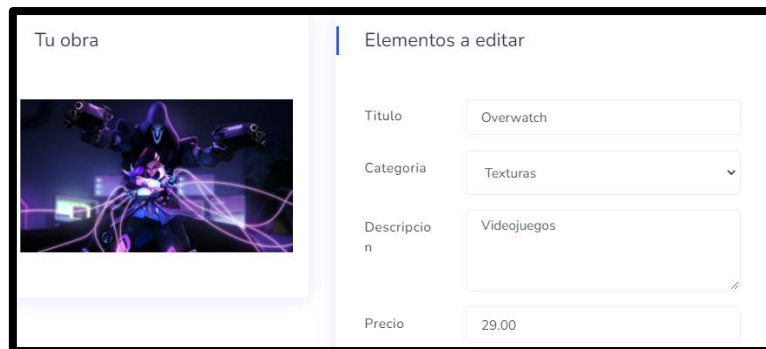 Tu obra
Elementos a editar
Titulo
Overwatch
Categoria
Texturas
Descripcio
n
Videojuegos
Precio
29.00